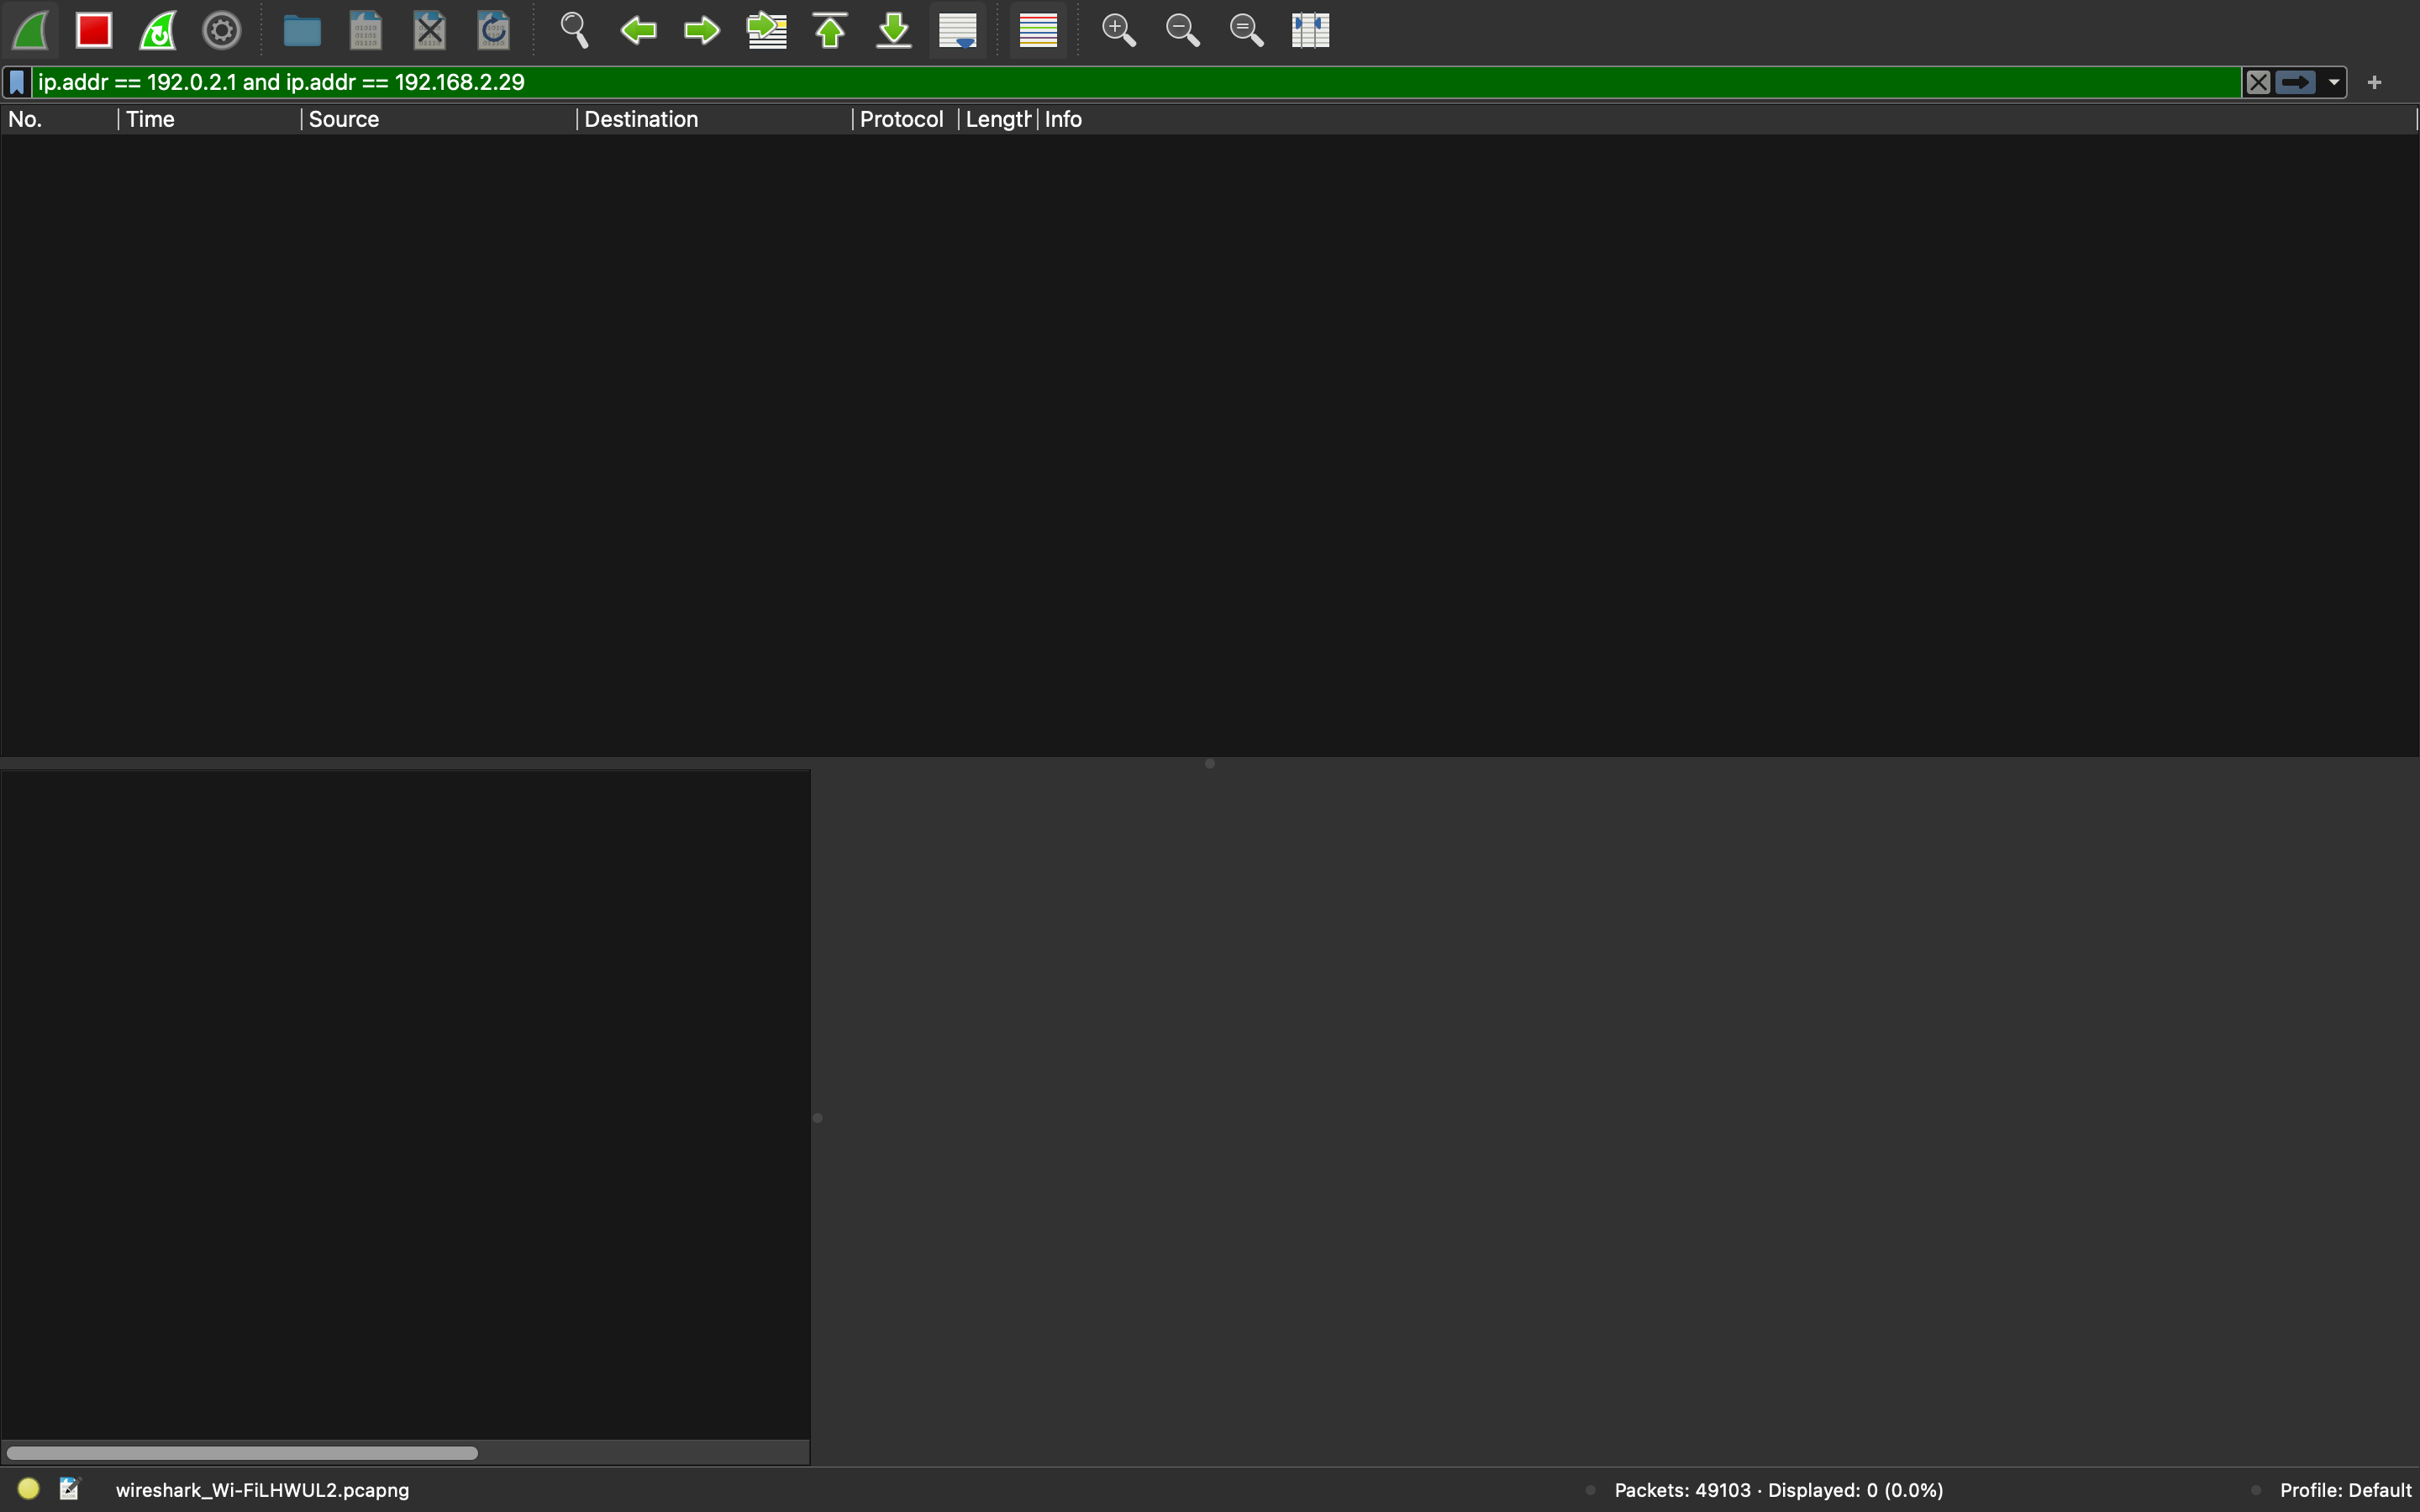 ip.addr == 192.0.2.1 and ip.addr == 192.168.2.29
No. Time Source Destination Protocol Length Info
wireshark_Wi-FiLHWUL2.pcapng Packets: 49103 · Displayed: 0 (0.0%) Profile: Default